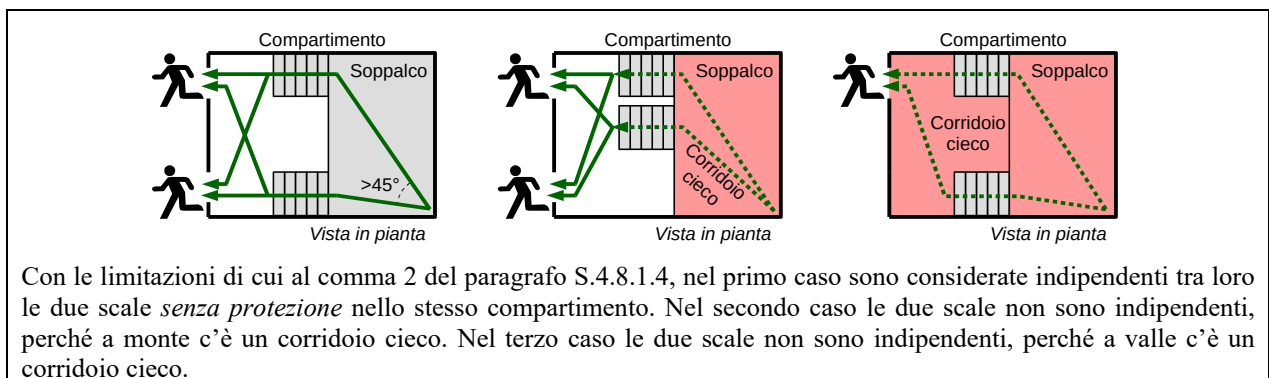 Compartimento
Soppalco
>45°
Vista in pianta
Compartimento
Soppalco
Corridoio
cieco
Vista in pianta
Compartimento
Soppalco
Corridoio
cieco
Vista in pianta
Con le limitazioni di cui al comma 2 del paragrafo S.4.8.1.4, nel primo caso sono considerate indipendenti tra loro
le due scale senza protezione nello stesso compartimento. Nel secondo caso le due scale non sono indipendenti,
perché a monte c’è un corridoio cieco. Nel terzo caso le due scale non sono indipendenti, perché a valle c’è un
corridoio cieco.